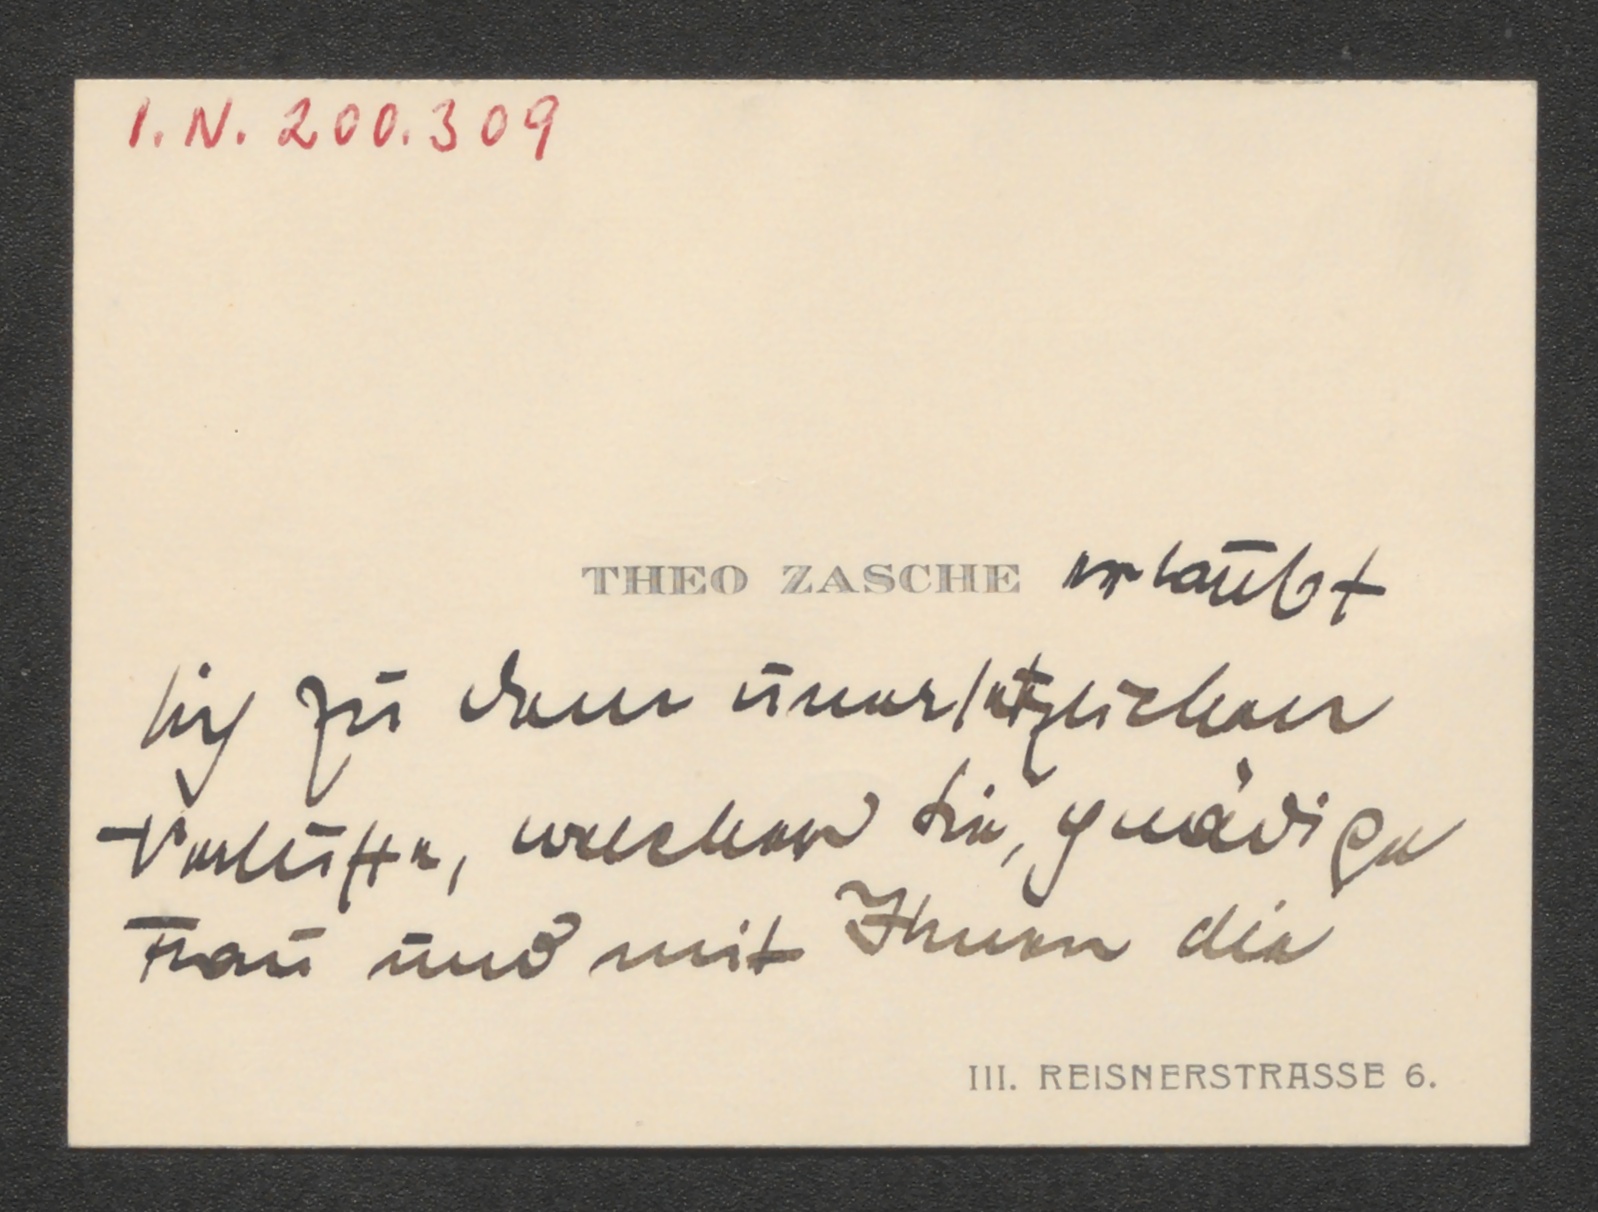 I.N. 200.309
THEO ZASCHE erlaubt
sich zu dem unersetzlichen
Verluste, welchen Sie, gnädige
Frau und mit Ihnen die
III. REISNERSTRASSE 6.